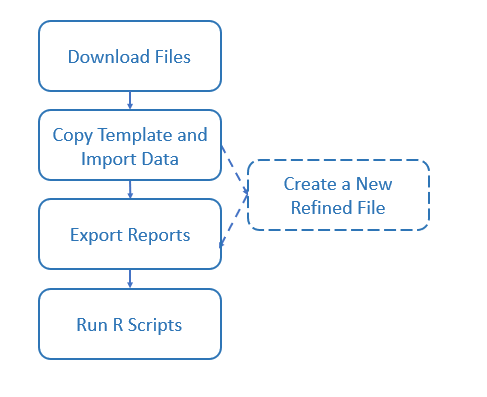 Download Files
Copy Template and
Import Data
Create a New
Refined File
Export Reports
Run R Scripts